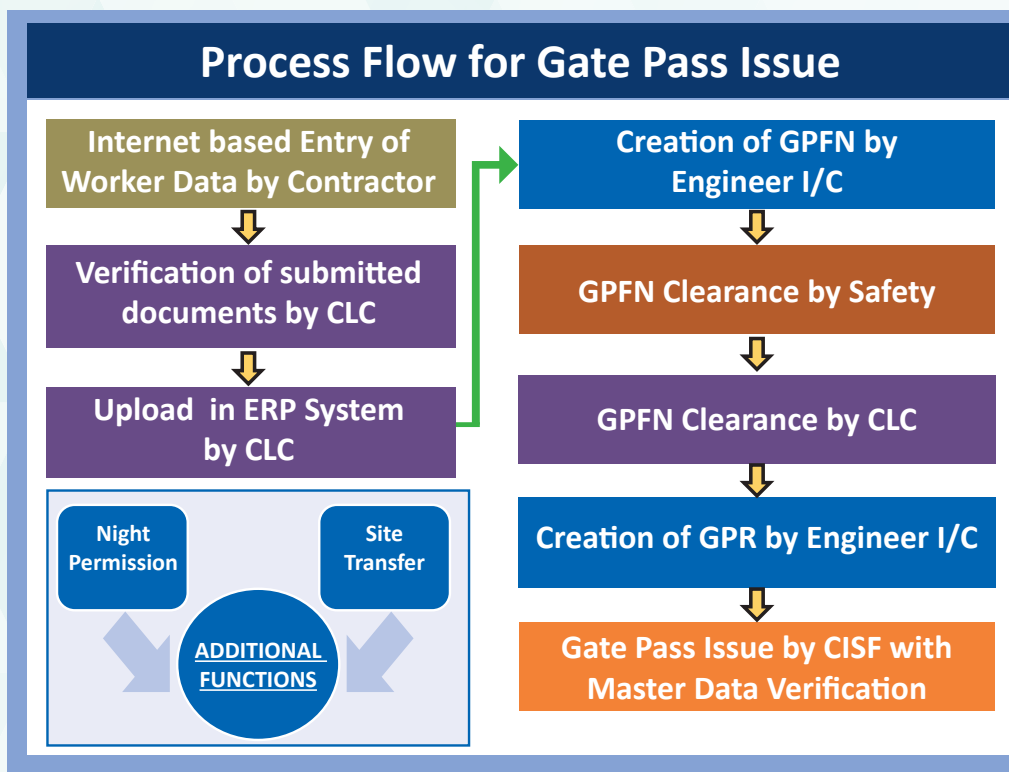 Process Flow for Gate Pass Issue
Internet based Entry of
Worker Data by Contractor
Verification of submitted
documents by CLC
Upload in ERP System
by CLC
Night
Permission
Site
Transfer
ADDITIONAL
FUNCTIONS
Creation of GPFN by
Engineer I/C
GPFN Clearance by Safety
GPFN Clearance by CLC
Creation of GPR by Engineer I/C
Gate Pass Issue by CISF with
Master Data Verification